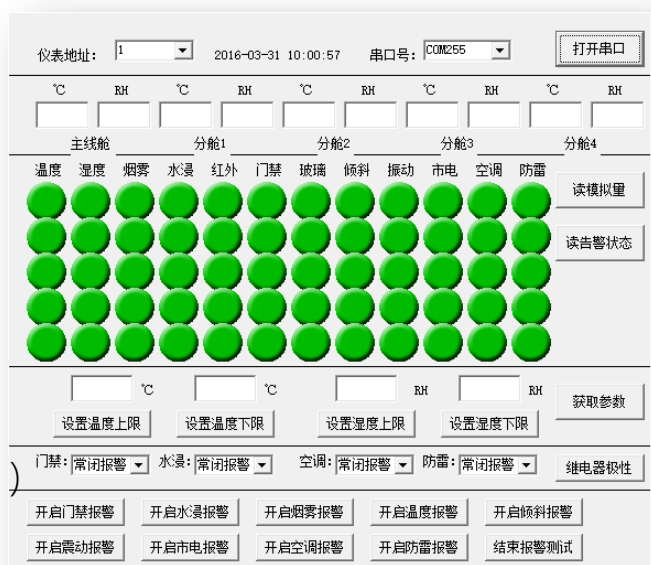 仪表地址: 1 2016-03-31 10:00:57 串口号: COM255 打开串口
℃ RH ℃ RH ℃ RH ℃ RH ℃ RH
主线舱 分舱1 分舱2 分舱3 分舱4
温度 湿度 烟雾 水浸 红外 门禁 玻璃 倾斜 振动 市电 空调 防雷
读模拟量
读告警状态
℃ ℃ RH RH 获取参数
设置温度上限 设置温度下限 设置湿度上限 设置湿度下限
门禁: 常闭报警 水浸: 常闭报警 空调: 常闭报警 防雷: 常闭报警 继电器极性
)
开启门禁报警 开启水浸报警 开启烟雾报警 开启温度报警 开启倾斜报警
开启震动报警 开启市电报警 开启空调报警 开启防雷报警 结束报警测试